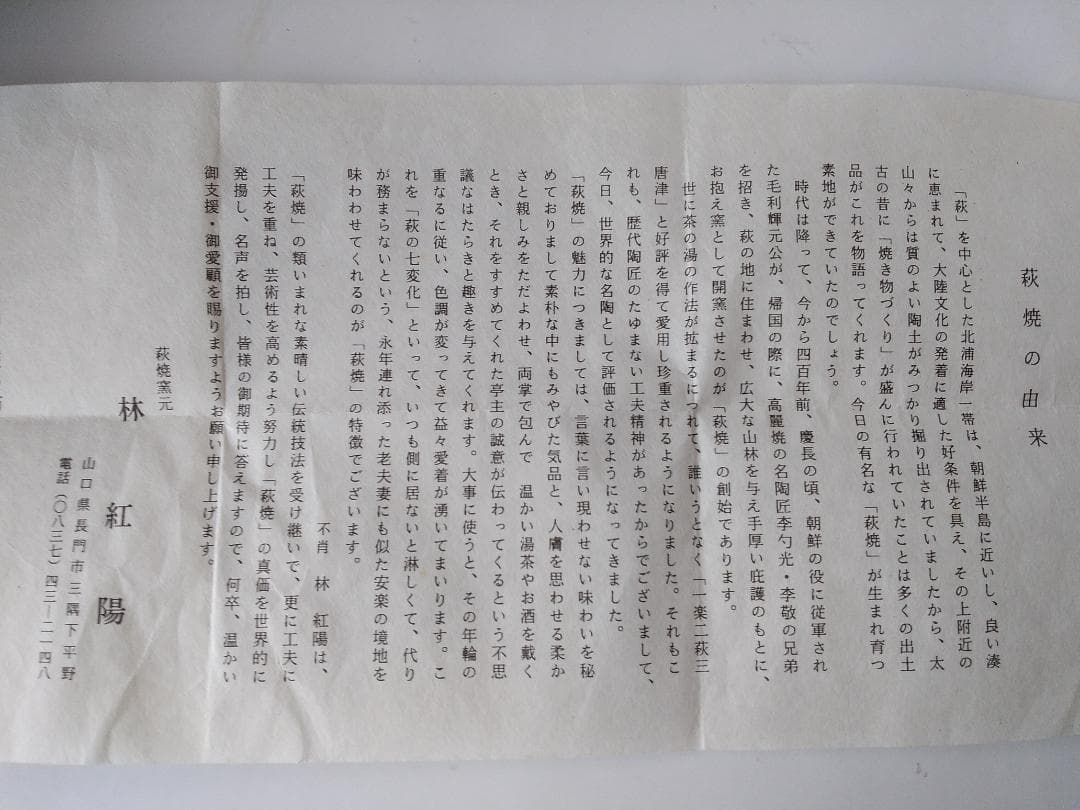 萩焼の由来
「萩」を中心とした北浦海岸一帯は、朝鮮半島に近いし、良い湊
に恵まれて、大陸文化の発着に適した好条件を具え、その上附近の
山々からは質のよい陶土がみつかり掘り出されていましたから、太
古の昔に「焼き物づくり」が盛んに行われていたことは多くの出土
品がこれを物語ってくれます。今日の有名な「萩焼」が生まれ育つ
素地ができていたのでしょう。
時代は降って、今から四百年前、慶長の頃、朝鮮の役に従軍され
た毛利輝元公が、帰国の際に、高麗焼の名陶匠李勺光・李敬の兄弟
を招き、萩の地に住まわせ、広大な山林を与え手厚い庇護のもとに、
お抱え窯として開窯させたのが「萩焼」の創始であります。
世に茶の湯の作法が拡まるにつれて、誰いうとなく「一楽二萩三
唐津」と好評を得て愛用し珍重されるようになりました。それもこ
れも、歴代陶匠のたゆまない工夫精神があったからでございまして、
今日、世界的な名陶として評価されるようになってきました。
「萩焼」の魅力につきましては、言葉に言い現わせない味わいを秘
めておりまして素朴な中にもみやびた気品と、人膚を思わせる柔か
さと親しみをただよわせ、両掌で包んで　温かい湯茶やお酒を戴く
とき、それをすすめてくれた亭主の誠意が伝わってくるという不思
議なはたらきと趣きを与えてくれます。大事に使うと、その年輪の
重なるに従い、色調が変ってきて益々愛着が湧いてまいります。こ
れを「萩の七変化」といって、いつも側に居ないと淋しくて、代り
が務まらないという、永年連れ添った老夫妻にも似た安楽の境地を
味わわせてくれるのが「萩焼」の特徴でございます。
不肖　林　紅陽は、
「萩焼」の類いまれな素晴しい伝統技法を受け継いで、更に工夫に
工夫を重ね、芸術性を高めるよう努力し「萩焼」の真価を世界的に
発揚し、名声を拍し、皆様の御期待に答えますので、何卒、温かい
御支援・御愛顧を賜りますようお願い申し上げます。
萩焼窯元
林　紅陽
山口県長門市三隅下平野
電話（〇八三七）四三―二一四八